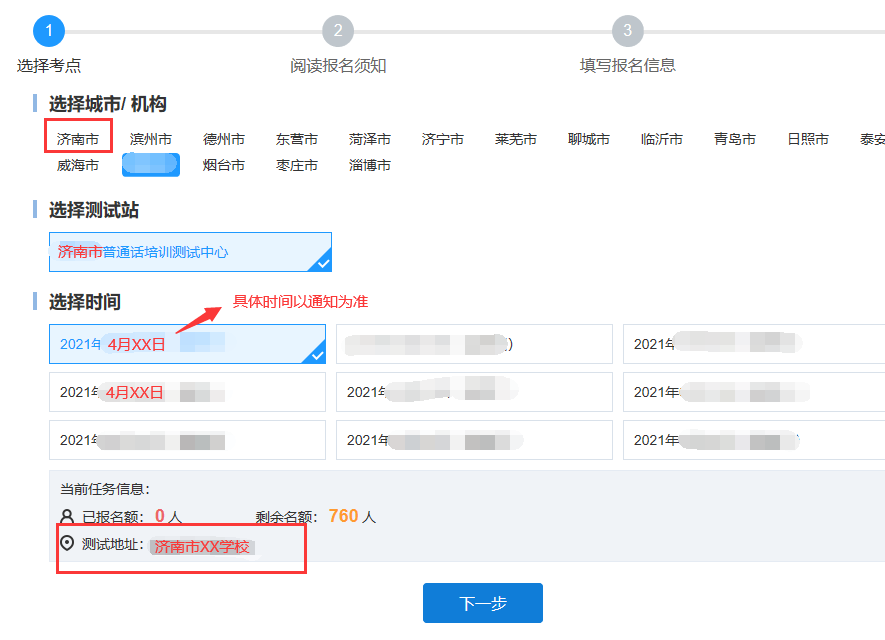 1 2 3
选择考点 阅读报名须知 填写报名信息
选择城市/ 机构
济南市 滨州市 德州市 东营市 菏泽市 济宁市 莱芜市 聊城市 临沂市 青岛市 日照市 泰安
威海市 烟台市 枣庄市 淄博市
选择测试站
济南市普通话培训测试中心
选择时间 具体时间以通知为准
2021年 4月XX日 ) 2021年
2021年 4月XX日 2021年 2021年
2021年 2021年 2021年
当前任务信息:
已报名额: 0 人 剩余名额: 760 人
测试地址: 济南市XX学校
下一步